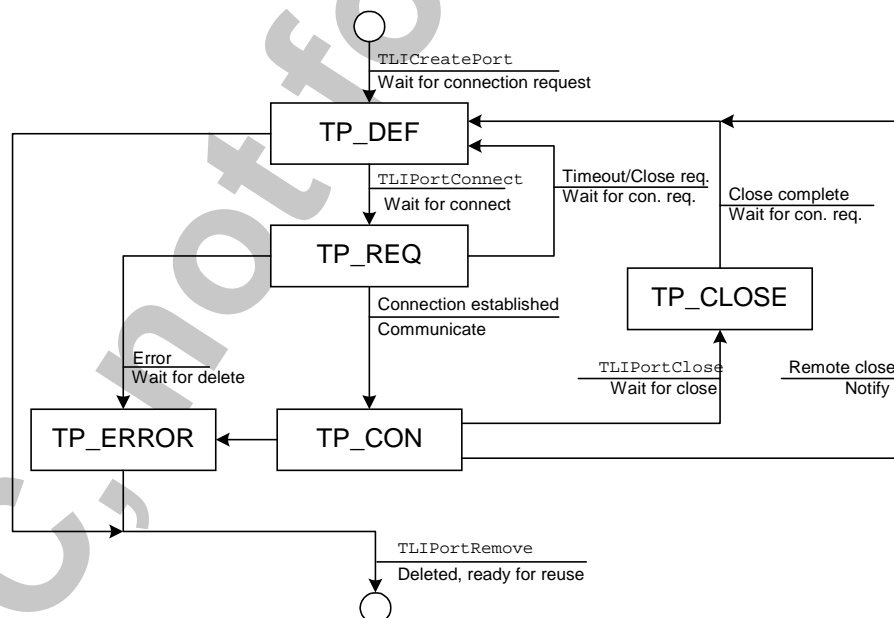 TLICreatePort
Wait for connection request
TP_DEF
TLIPortConnect
Wait for connect
Timeout/Close req.
Wait for con. req.
Close complete
Wait for con. req.
TP_REQ
TP_CLOSE
Connection established
Communicate
Error
Wait for delete
TLIPortClose
Wait for close
Remote close
Notify
TP_ERROR
TP_CON
TLIPortRemove
Deleted, ready for reuse
C, not fo